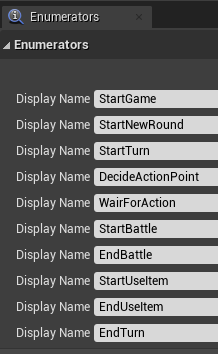 Enumerators
Enumerators
Display Name StartGame
Display Name StartNewRound
Display Name StartTurn
Display Name DecideActionPoint
Display Name WairForAction
Display Name StartBattle
Display Name EndBattle
Display Name StartUseItem
Display Name EndUseItem
Display Name EndTurn